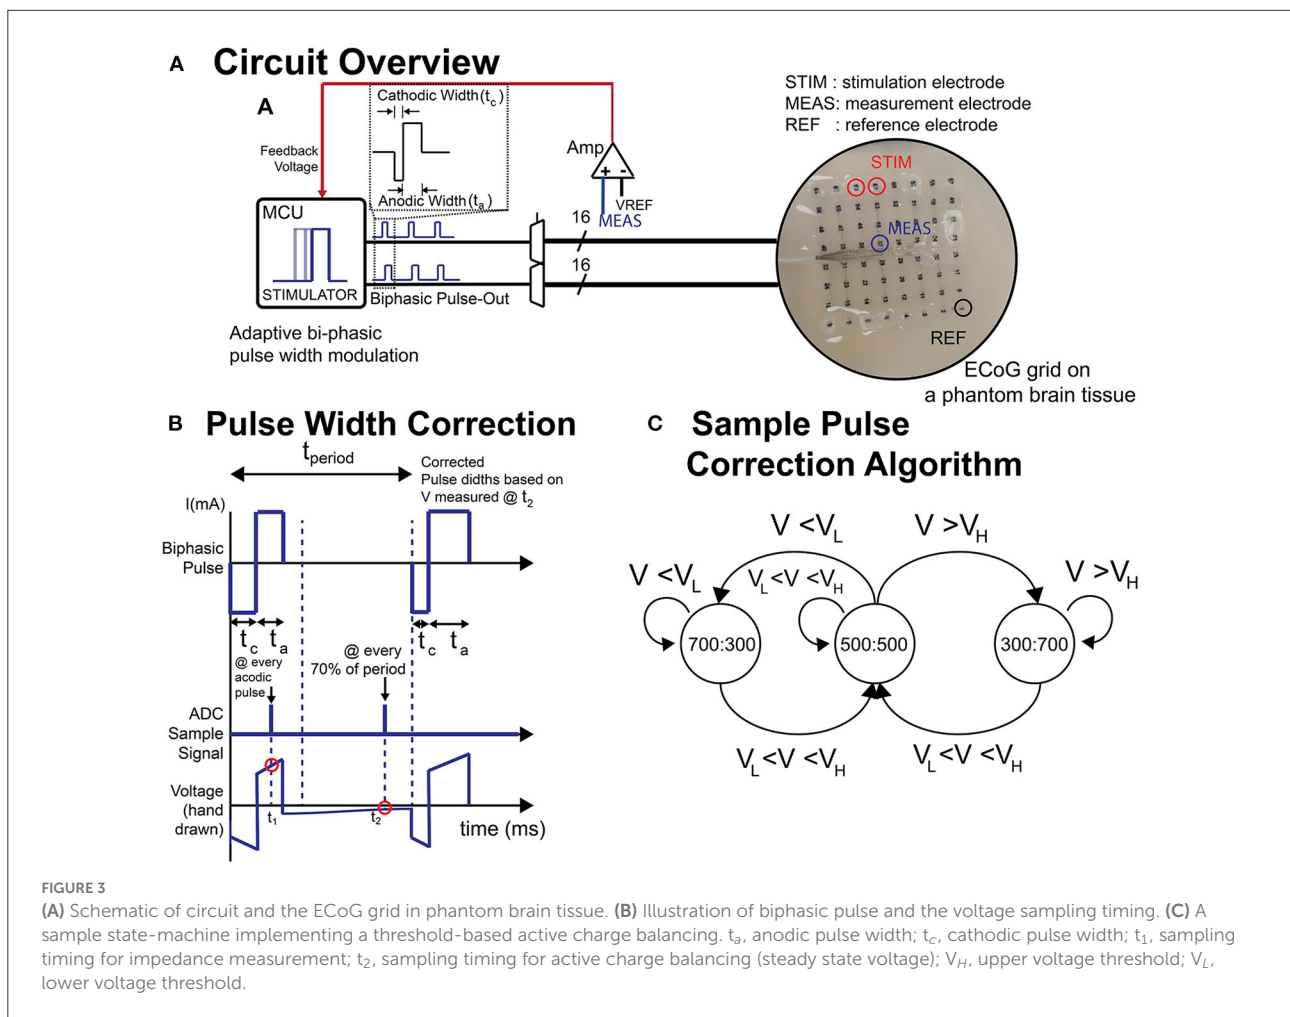 A Circuit Overview
A
Cathodic Width(tc)
Feedback
Voltage
Anodic Width(ta)
Amp
+ -
VREF
MEAS
MCU
STIMULATOR
16
16
Biphasic Pulse-Out
Adaptive bi-phasic
pulse width modulation
STIM : stimulation electrode
MEAS: measurement electrode
REF : reference electrode
STIM
MEAS
REF
ECoG grid on
a phantom brain tissue
B Pulse Width Correction
tperiod
Corrected
Pulse didths based on
V measured @ t2
I(mA)
Biphasic
Pulse
tc ta
tc ta
@ every
acodic
pulse
@ every
70% of period
ADC
Sample
Signal
Voltage
(hand
drawn)
t1
t2
time (ms)
C Sample Pulse
Correction Algorithm
V <VL
V >VH
V <VL
VL<V <VH
V >VH
700:300
500:500
300:700
VL<V <VH
VL<V <VH
FIGURE 3
(A) Schematic of circuit and the ECoG grid in phantom brain tissue. (B) Illustration of biphasic pulse and the voltage sampling timing. (C) A
sample state-machine implementing a threshold-based active charge balancing. ta, anodic pulse width; tc, cathodic pulse width; t1, sampling
timing for impedance measurement; t2, sampling timing for active charge balancing (steady state voltage); VH, upper voltage threshold; VL,
lower voltage threshold.